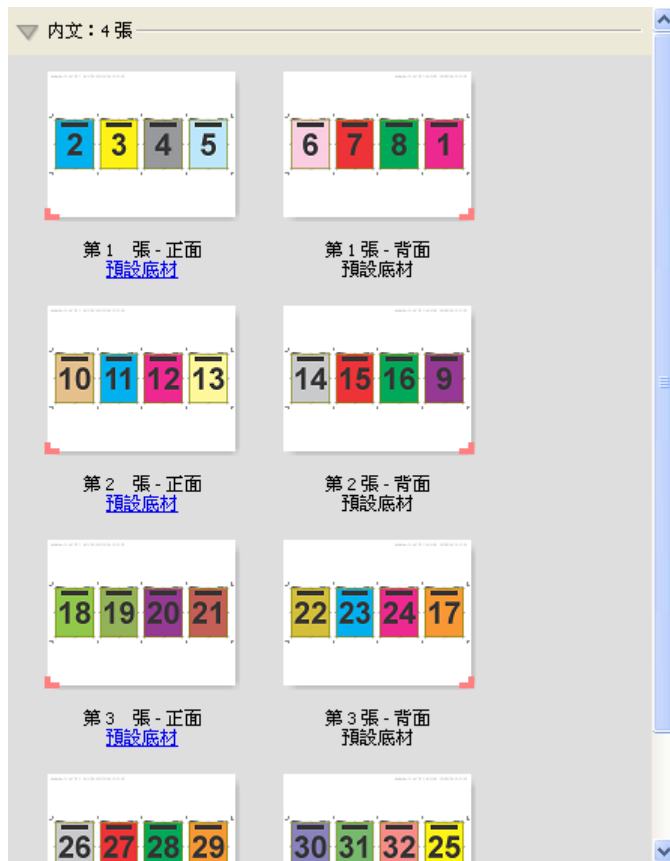 內文：4 張
2 3 4 5
6 7 8 1
第 1 張 - 正面
預設底材
第 1 張 - 背面
預設底材
10 11 12 13
14 15 16 9
第 2 張 - 正面
預設底材
第 2 張 - 背面
預設底材
18 19 20 21
22 23 24 17
第 3 張 - 正面
預設底材
第 3 張 - 背面
預設底材
26 27 28 29
30 31 32 25